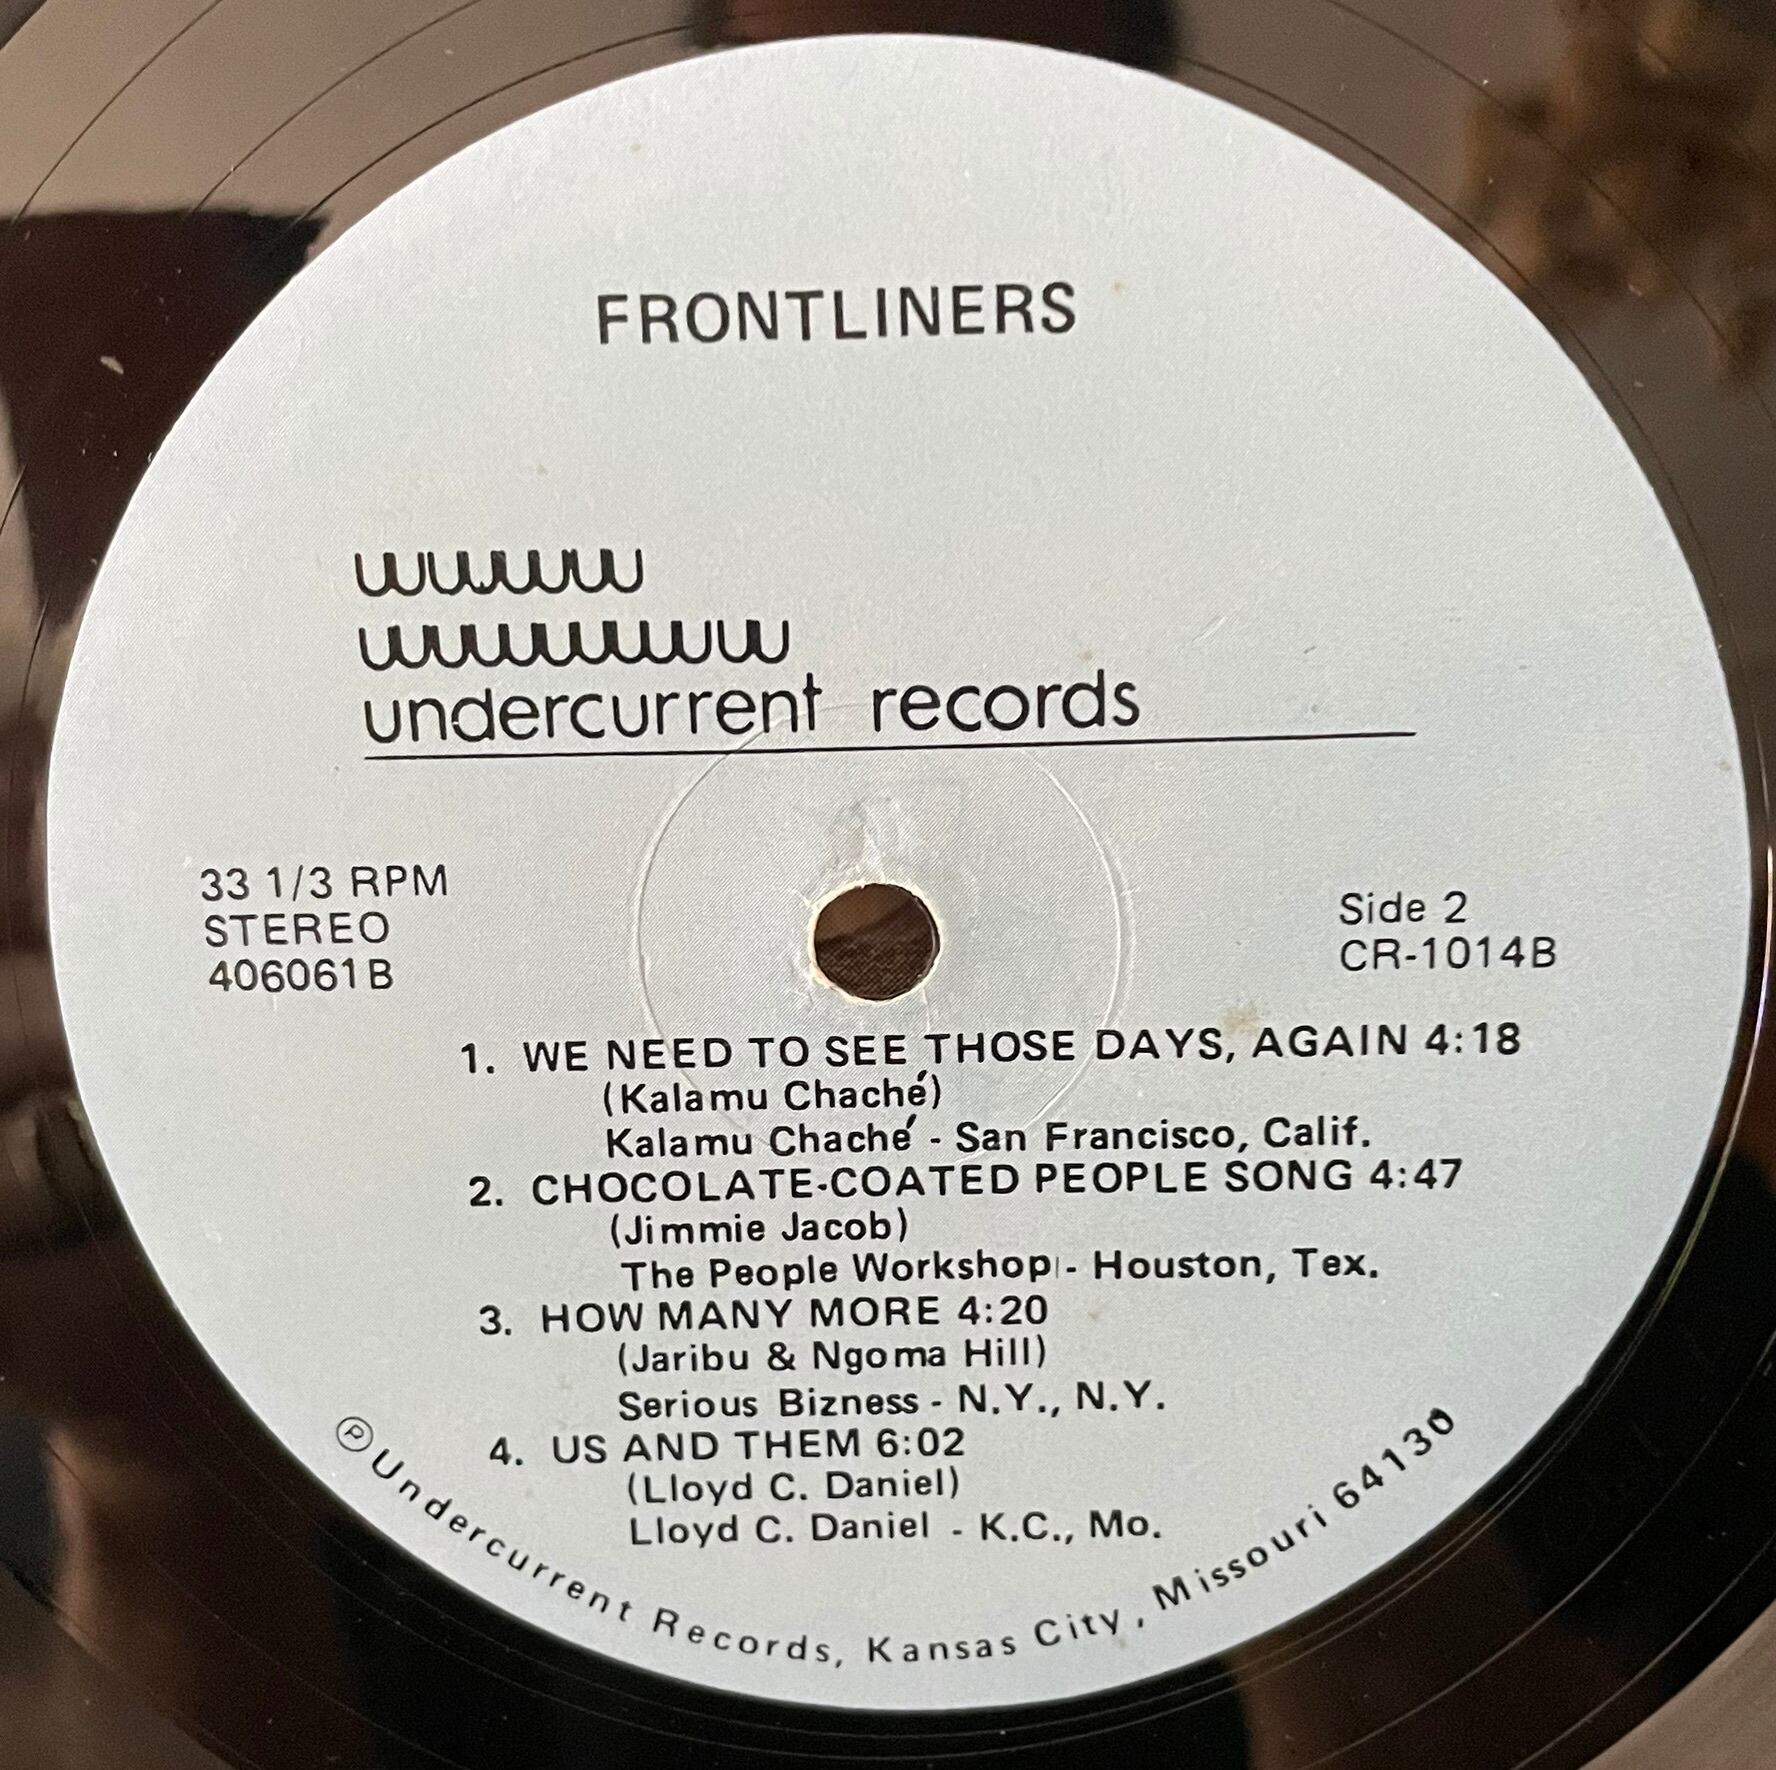 FRONTLINERS
undercurrent records
33 1/3 RPM
STEREO
406061B
Side 2
CR-1014B
1. WE NEED TO SEE THOSE DAYS, AGAIN 4:18
(Kalamu Chaché)
Kalamu Chaché - San Francisco, Calif.
2. CHOCOLATE-COATED PEOPLE SONG 4:47
(Jimmie Jacob)
The People Workshop - Houston, Tex.
3. HOW MANY MORE 4:20
(Jaribu & Ngoma Hill)
Serious Bizness - N.Y., N.Y.
4. US AND THEM 6:02
(Lloyd C. Daniel)
Lloyd C. Daniel - K.C., Mo.
℗ Undercurrent Records, Kansas City, Missouri 64130